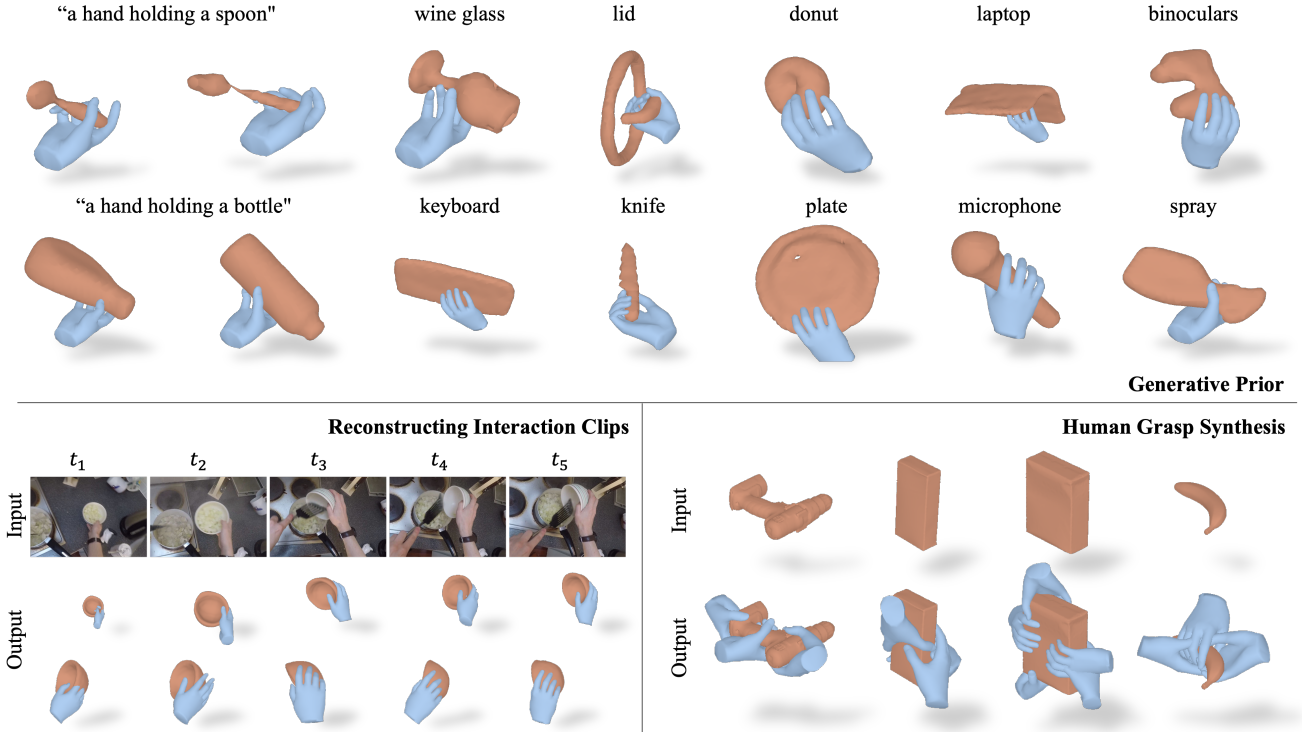 “a hand holding a spoon" wine glass lid donut laptop binoculars
“a hand holding a bottle" keyboard knife plate microphone spray
Generative Prior
Reconstructing Interaction Clips
t₁ t₂ t₃ t₄ t₅
Input
Output
Human Grasp Synthesis
Input
Output